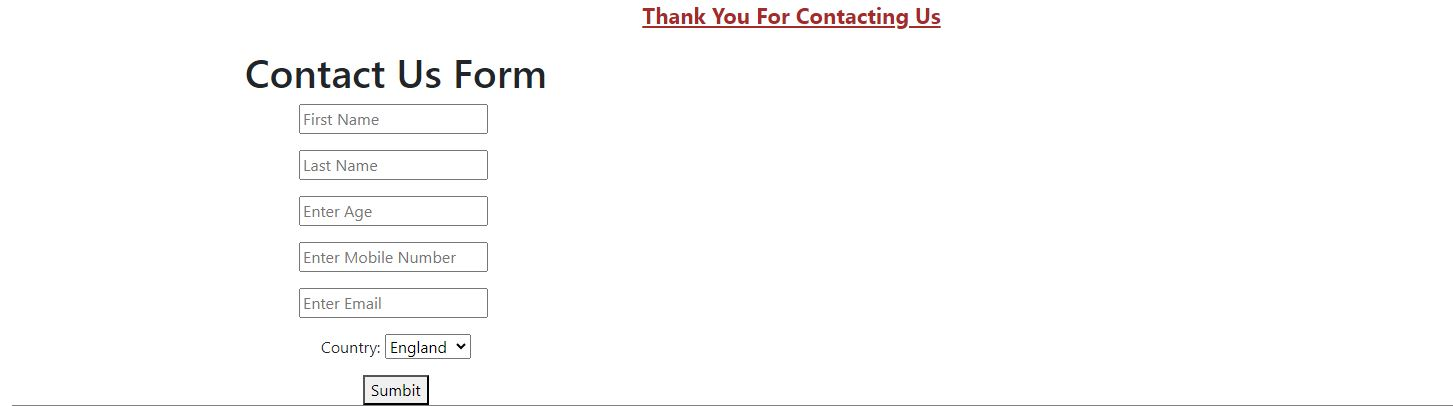 Thank You For Contacting Us
Contact Us Form
First Name
Last Name
Enter Age
Enter Mobile Number
Enter Email
Country: England
Sumbit